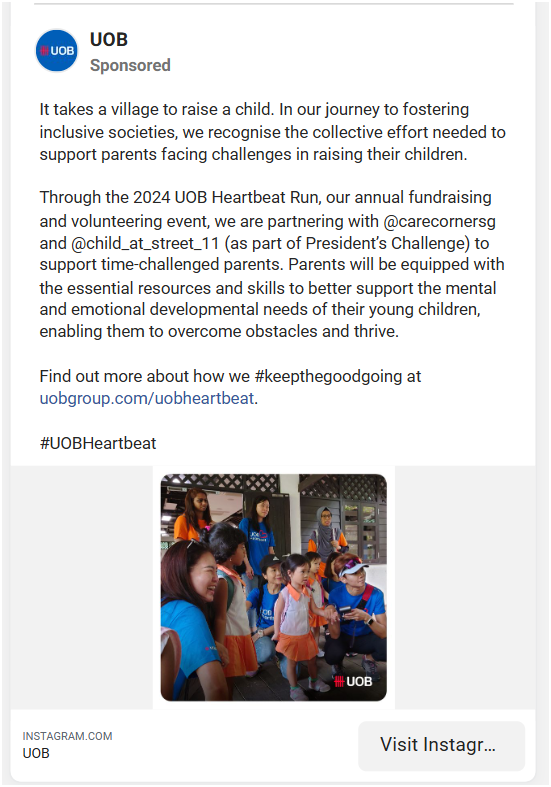 UOB
UOB
Sponsored
It takes a village to raise a child. In our journey to fostering
inclusive societies, we recognise the collective effort needed to
support parents facing challenges in raising their children.
Through the 2024 UOB Heartbeat Run, our annual fundraising
and volunteering event, we are partnering with @carecornersg
and @child_at_street_11 (as part of President’s Challenge) to
support time-challenged parents. Parents will be equipped with
the essential resources and skills to better support the mental
and emotional developmental needs of their young children,
enabling them to overcome obstacles and thrive.
Find out more about how we #keepthegoodgoing at
uobgroup.com/uobheartbeat.
#UOBHeartbeat
UOB
INSTAGRAM.COM
UOB
Visit Instagr...